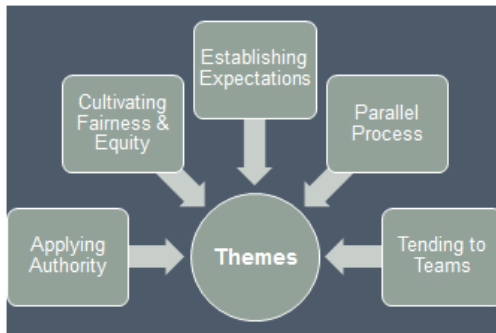 Establishing
Expectations
Cultivating
Fairness &
Equity
Parallel
Process
Applying
Authority
Themes
Tending to
Teams